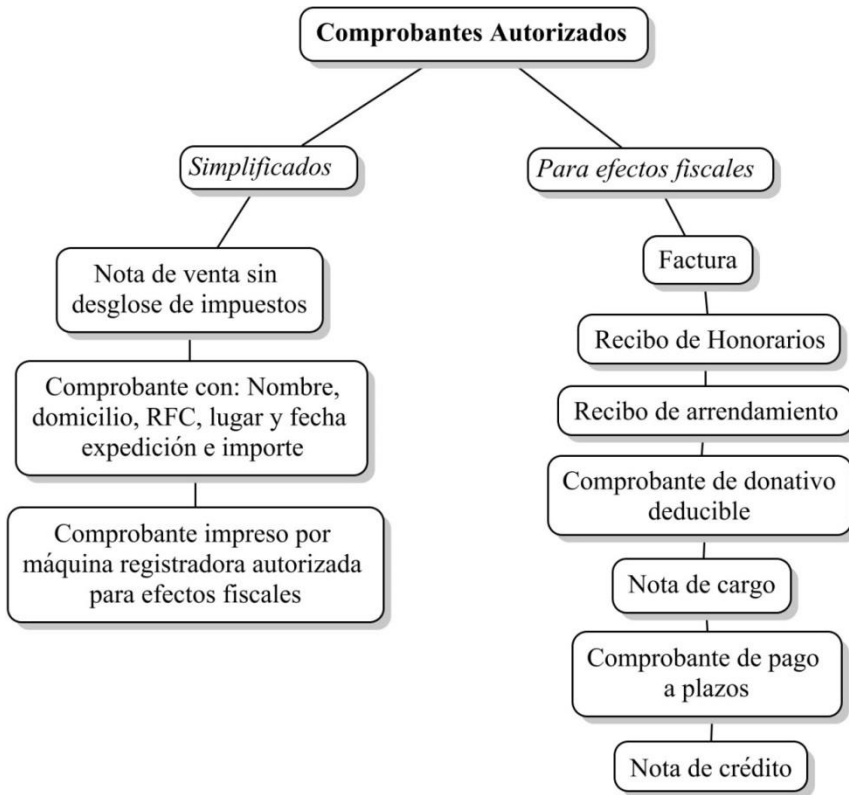 Comprobantes Autorizados
Simplificados
Para efectos fiscales
Nota de venta sin
desglose de impuestos
Comprobante con: Nombre,
domicilio, RFC, lugar y fecha
expedición e importe
Comprobante impreso por
máquina registradora autorizada
para efectos fiscales
Factura
Recibo de Honorarios
Recibo de arrendamiento
Comprobante de donativo
deducible
Nota de cargo
Comprobante de pago
a plazos
Nota de crédito